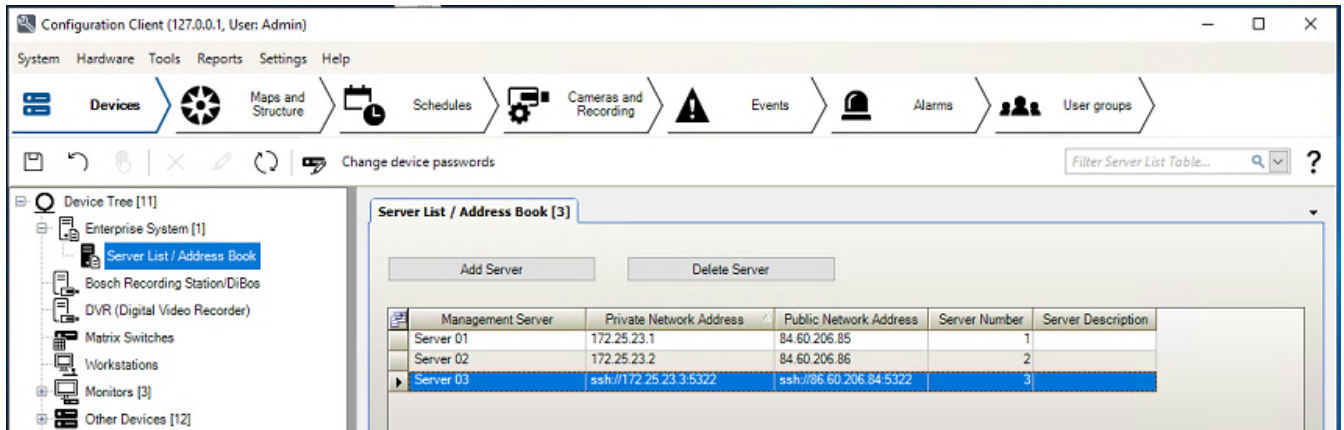 Configuration Client (127.0.0.1, User: Admin)
System Hardware Tools Reports Settings Help
Devices
Maps and
Structure
Schedules
Cameras and
Recording
Events
Alarms
User groups
Change device passwords
Filter Server List Table...
?
Device Tree [11]
Enterprise System [1]
Server List / Address Book
Bosch Recording Station/DiBos
DVR (Digital Video Recorder)
Matrix Switches
Workstations
Monitors [3]
Other Devices [12]
Server List / Address Book [3]
Add Server Delete Server
Management Server Private Network Address Public Network Address Server Number Server Description
Server 01 172.25.23.1 84.60.206.85 1
Server 02 172.25.23.2 84.60.206.86 2
Server 03 ssh://172.25.23.3:5322 ssh://86.60.206.84:5322 3